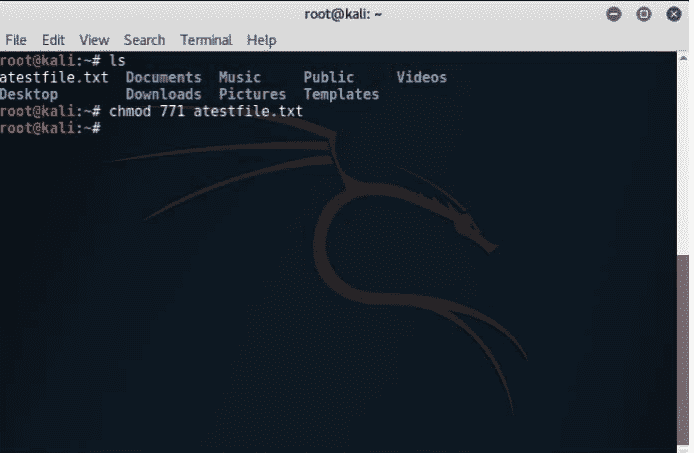 root@kali: ~
File Edit View Search Terminal Help
root@kali:~# ls
atestfile.txt Documents Music Public Videos
Desktop Downloads Pictures Templates
root@kali:~# chmod 771 atestfile.txt
root@kali:~#